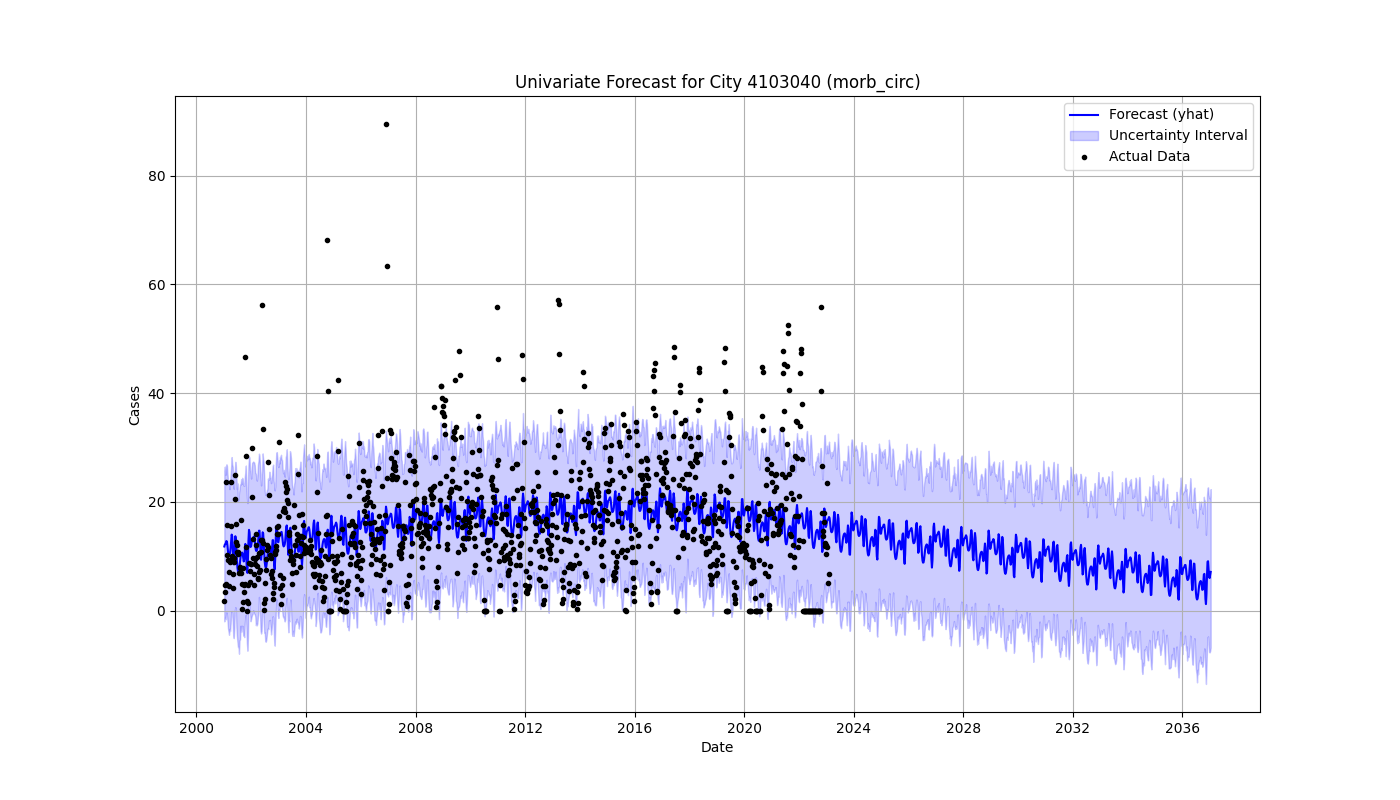 Univariate Forecast for City 4103040 (morb_circ)
Forecast (yhat)
Uncertainty Interval
Actual Data
Cases
80
60
40
20
0
2000 2004 2008 2012 2016 2020 2024 2028 2032 2036
Date